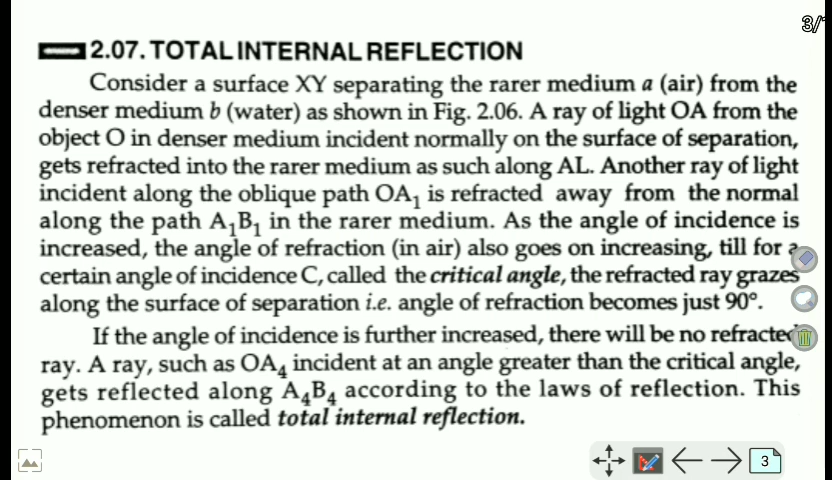 3/
2.07. TOTAL INTERNAL REFLECTION
Consider a surface XY separating the rarer medium a (air) from the
denser medium b (water) as shown in Fig. 2.06. A ray of light OA from the
object O in denser medium incident normally on the surface of separation,
gets refracted into the rarer medium as such along AL. Another ray of light
incident along the oblique path OA₁ is refracted away from the normal
along the path A₁B₁ in the rarer medium. As the angle of incidence is
increased, the angle of refraction (in air) also goes on increasing, till for a
certain angle of incidence C, called the critical angle, the refracted ray grazes
along the surface of separation i.e. angle of refraction becomes just 90°.
If the angle of incidence is further increased, there will be no refracted
ray. A ray, such as OA₄ incident at an angle greater than the critical angle,
gets reflected along A₄B₄ according to the laws of reflection. This
phenomenon is called total internal reflection.
3